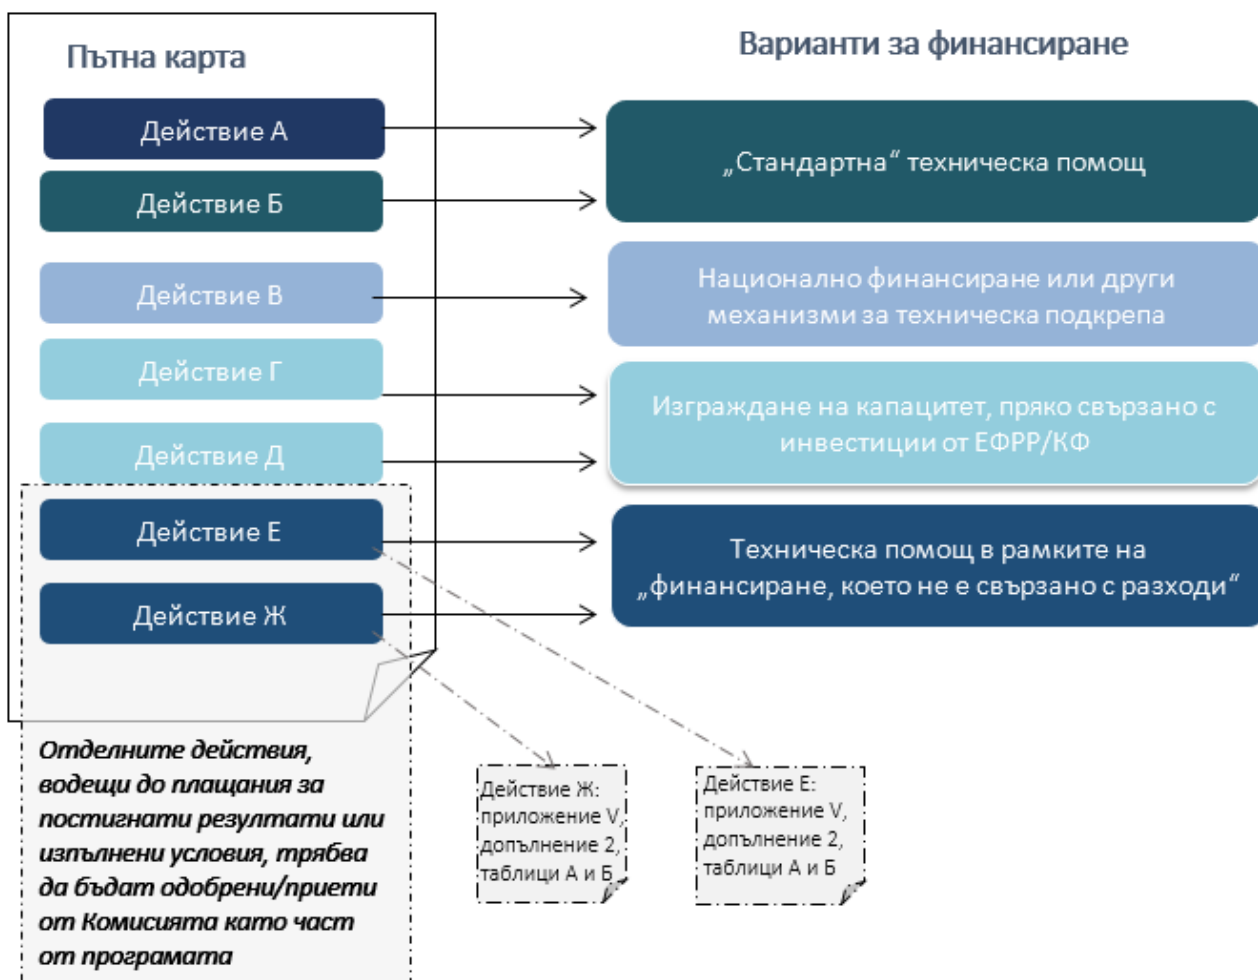 Пътна карта
Варианти за финансиране
Действие А
Действие Б
Действие В
Действие Г
Действие Д
Действие Е
Действие Ж
„Стандартна“ техническа помощ
Национално финансиране или други
механизми за техническа подкрепа
Изграждане на капацитет, пряко свързано с
инвестиции от ЕФРР/КФ
Техническа помощ в рамките на
„финансиране, което не е свързано с разходи“
Отделните действия,
водещи до плащания за
постигнати резултати или
изпълнени условия, трябва
да бъдат одобрени/приети
от Комисията като част
от програмата
Действие Ж:
приложение V,
допълнение 2,
таблици А и Б
Действие Е:
приложение V,
допълнение 2,
таблици А и Б